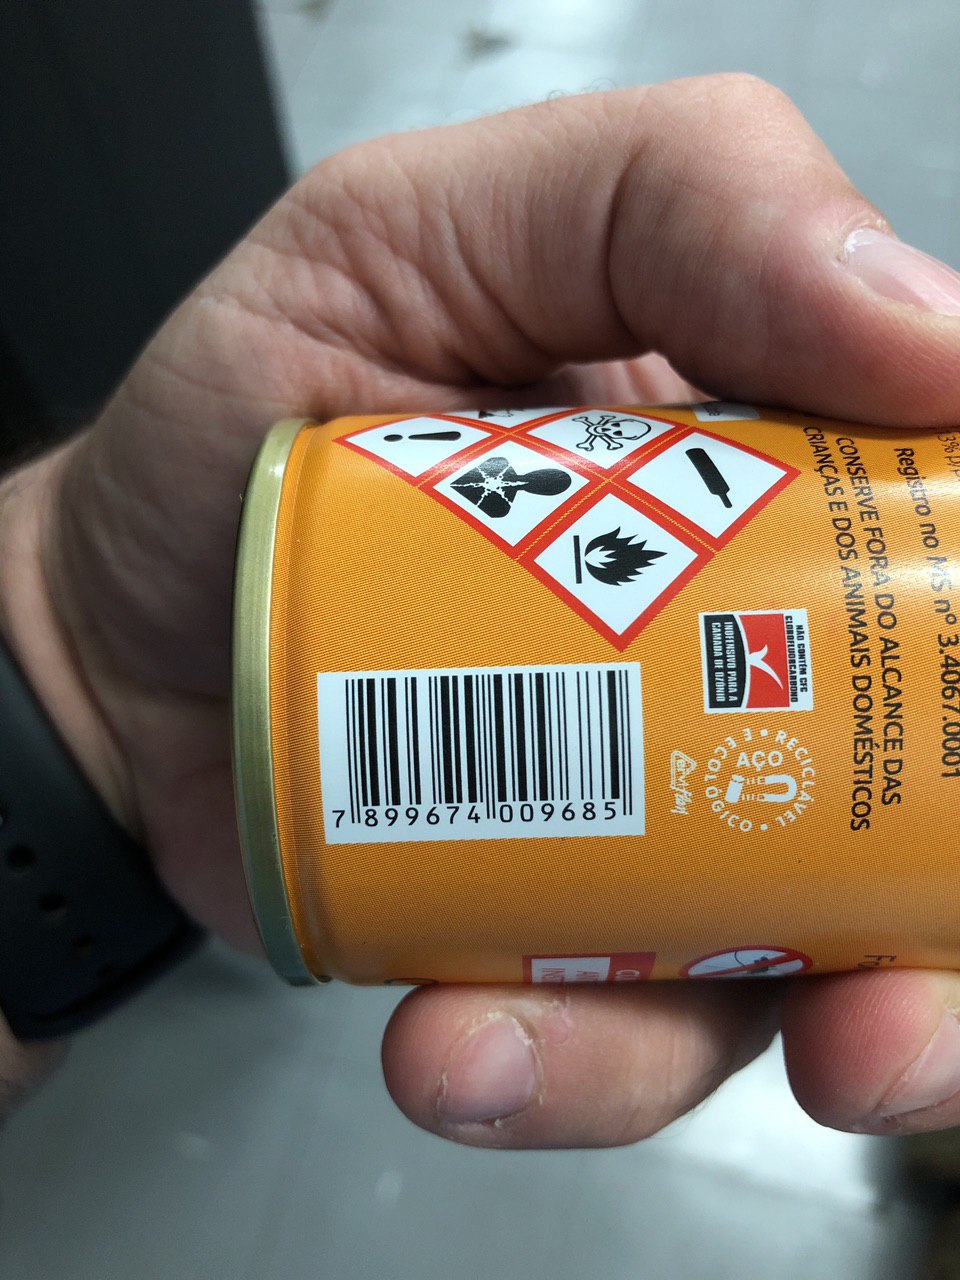 Registro no MS nº 3.4067.0001
CONSERVE FORA DO ALCANCE DAS
CRIANÇAS E DOS ANIMAIS DOMÉSTICOS
NÃO CONTÉM CFC
CLOROFLUORCARBONO
INOFENSIVO PARA A
CAMADA DE OZÔNIO
RECICLÁVEL E ECOLÓGICO
AÇO
7 899674 009685